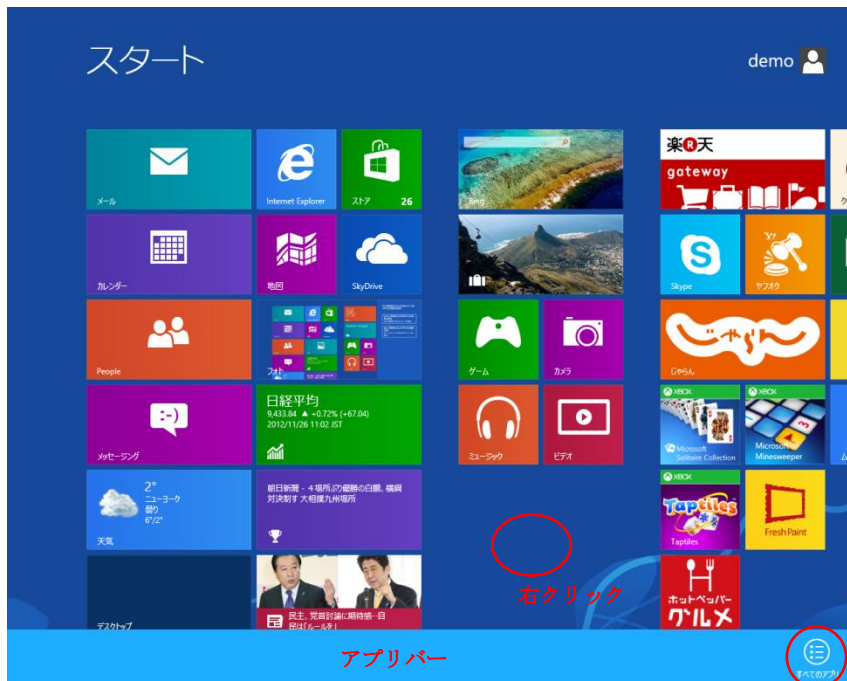 スタート
demo
メール
Internet Explorer
ストア 26
Bing
楽R天
gateway
カレンダー
地図
SkyDrive
Skype
Y!
ヤフオク
People
フォト
ゲーム
カメラ
じゃらん
じゃらん
メッセージング
日経平均
9,433.84 ▲ +0.72% (+67.04)
2012/11/26 11:02 JST
ミュージック
ビデオ
XBOX
Microsoft
Solitaire Collection
XBOX
Microsoft
Minesweeper
2°
ニューヨーク
曇り
6°/2°
天気
朝日新聞 - 4場所ぶり優勝の白鵬、横綱
対決制す 大相撲九州場所
XBOX
Taptiles
Taptiles
Fresh Paint
右クリック
デスクトップ
民主、党首討論に期待感…自
民は「ルールを」
ホットペッパー
グルメ
アプリバー
すべてのアプリ